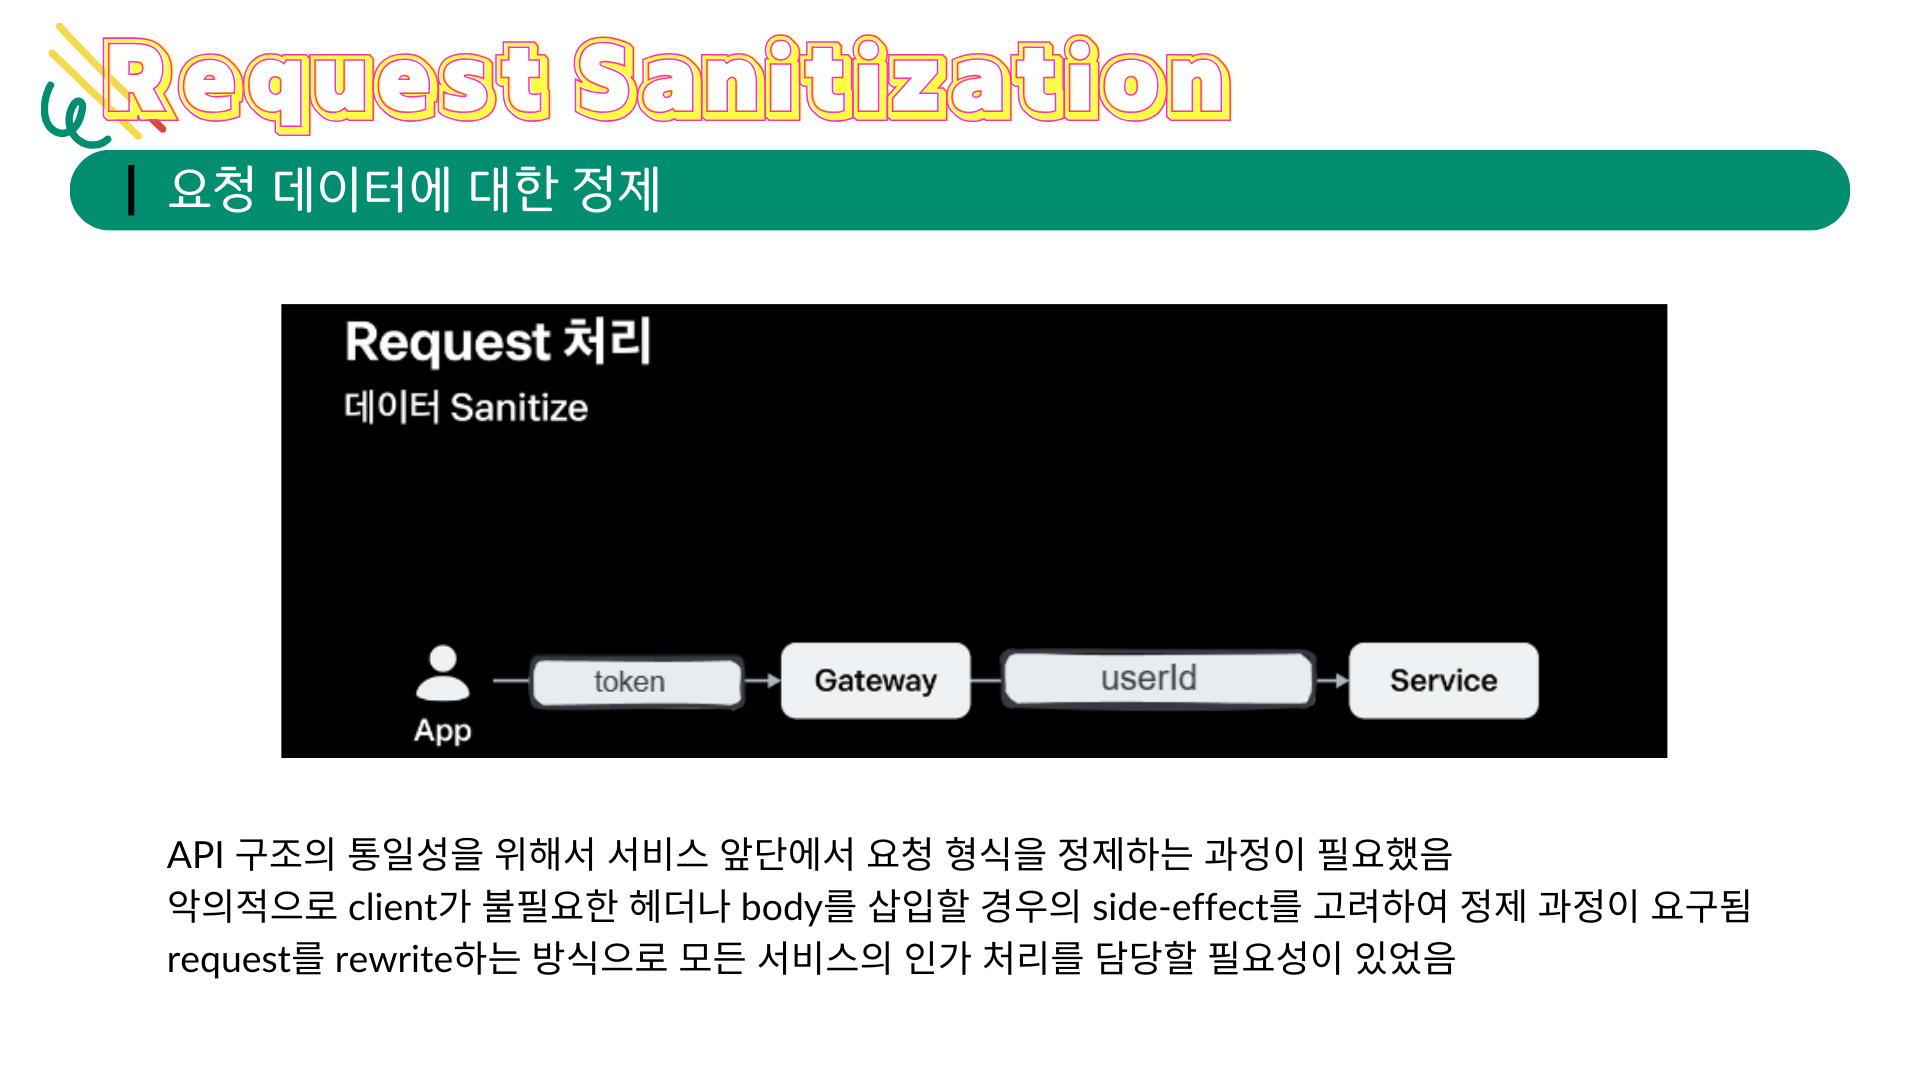 Request Sanitization
요청 데이터에 대한 정제
Request 처리
데이터 Sanitize
token
Gateway
userId
Service
App
API 구조의 통일성을 위해서 서비스 앞단에서 요청 형식을 정제하는 과정이 필요했음
악의적으로 client가 불필요한 헤더나 body를 삽입할 경우의 side-effect를 고려하여 정제 과정이 요구됨
request를 rewrite하는 방식으로 모든 서비스의 인가 처리를 담당할 필요성이 있었음